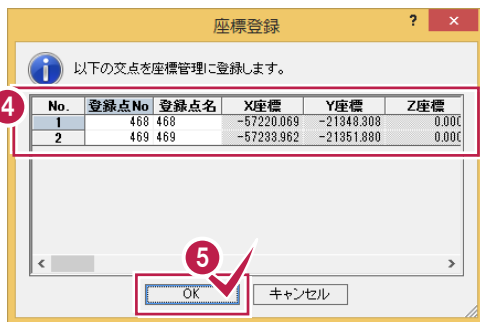 座標登録
? ×
i 以下の交点を座標管理に登録します。
4
No. 登録点No 登録点名 X座標 Y座標 Z座標
1 468 468 -57220.069 -21348.308 0.000
2 469 469 -57233.962 -21351.880 0.000
5
OK キャンセル